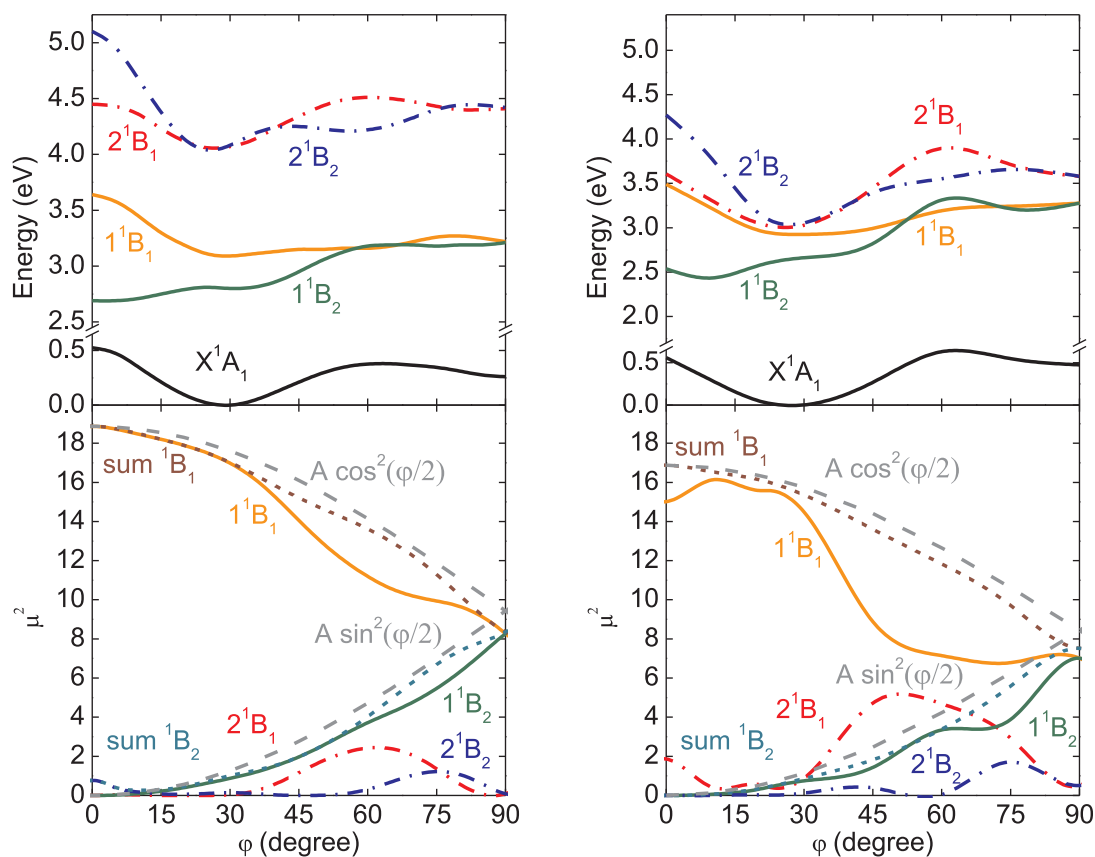 5.0
4.5
4.0
3.5
3.0
2.5
0.5
0.0
Energy (eV)
2¹B₁
2¹B₂
1¹B₁
1¹B₂
X¹A₁
18
16
14
12
10
8
6
4
2
0
μ²
sum ¹B₁
A cos²(φ/2)
1¹B₁
A sin²(φ/2)
2¹B₁
1¹B₂
sum ¹B₂
2¹B₂
0 15 30 45 60 75 90
φ (degree)
5.0
4.5
4.0
3.5
3.0
2.5
2.0
0.5
0.0
Energy (eV)
2¹B₁
2¹B₂
1¹B₁
1¹B₂
X¹A₁
18
16
14
12
10
8
6
4
2
0
μ²
sum ¹B₁
A cos²(φ/2)
1¹B₁
A sin²(φ/2)
2¹B₁
sum ¹B₂
1¹B₂
2¹B₂
0 15 30 45 60 75 90
φ (degree)